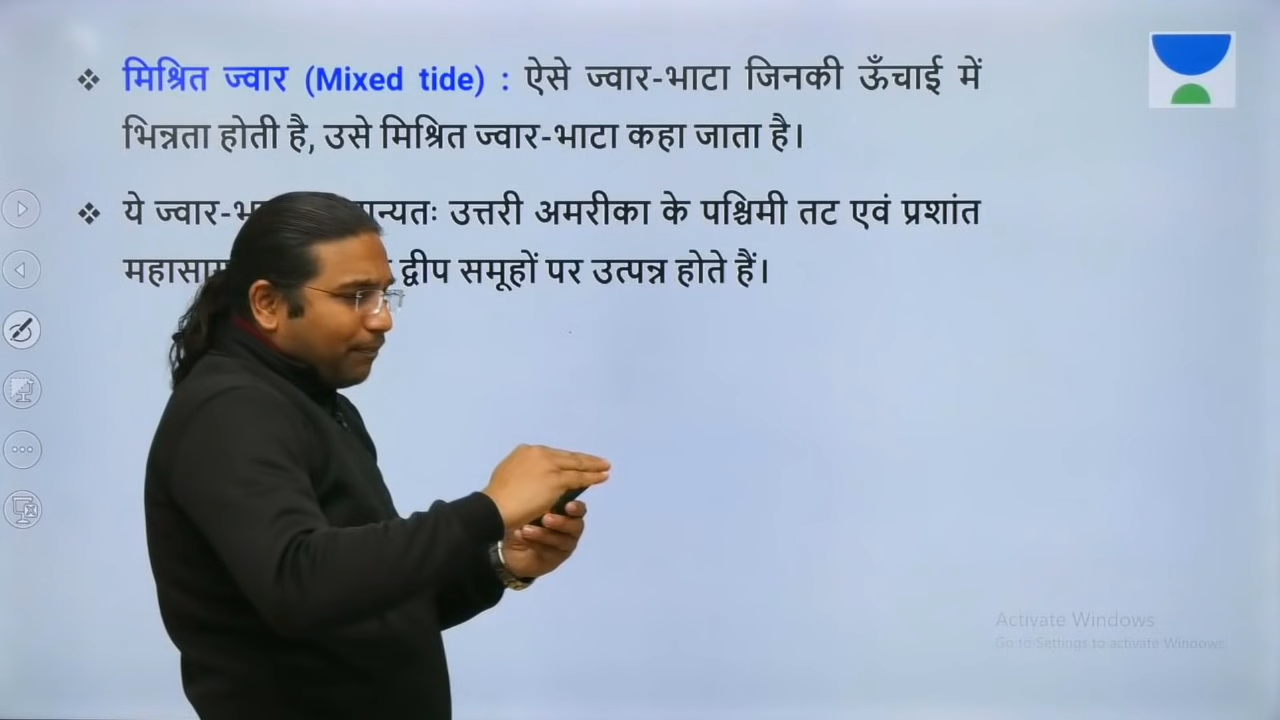 ❖ मिश्रित ज्वार (Mixed tide) : ऐसे ज्वार-भाटा जिनकी ऊँचाई में
भिन्नता होती है, उसे मिश्रित ज्वार-भाटा कहा जाता है।
❖ ये उत्तरी अमरीका के पश्चिमी तट एवं प्रशांत
द्वीप समूहों पर उत्पन्न होते हैं।
Activate Windows
Go to Settings to activate Windows.